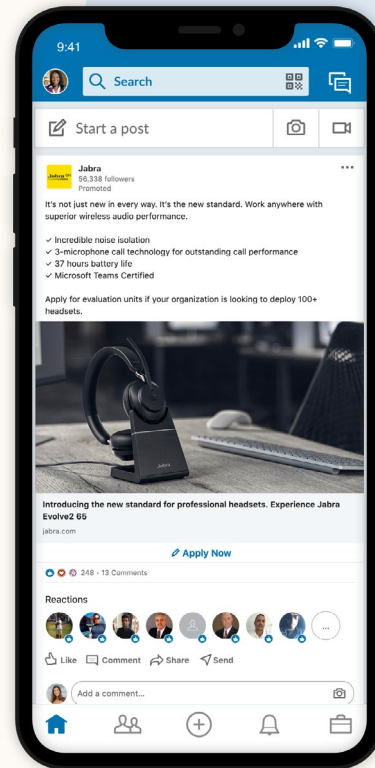 9:41
Search
Start a post
Jabra
Jabra
56,338 followers
Promoted
It's not just new in every way. It's the new standard. Work anywhere with
superior wireless audio performance.
✓ Incredible noise isolation
✓ 3-microphone call technology for outstanding call performance
✓ 37 hours battery life
✓ Microsoft Teams Certified
Apply for evaluation units if your organization is looking to deploy 100+
headsets.
Jabra
Introducing the new standard for professional headsets. Experience Jabra
Evolve2 65
jabra.com
Apply Now
248 • 13 Comments
Reactions
Like Comment Share Send
Add a comment...